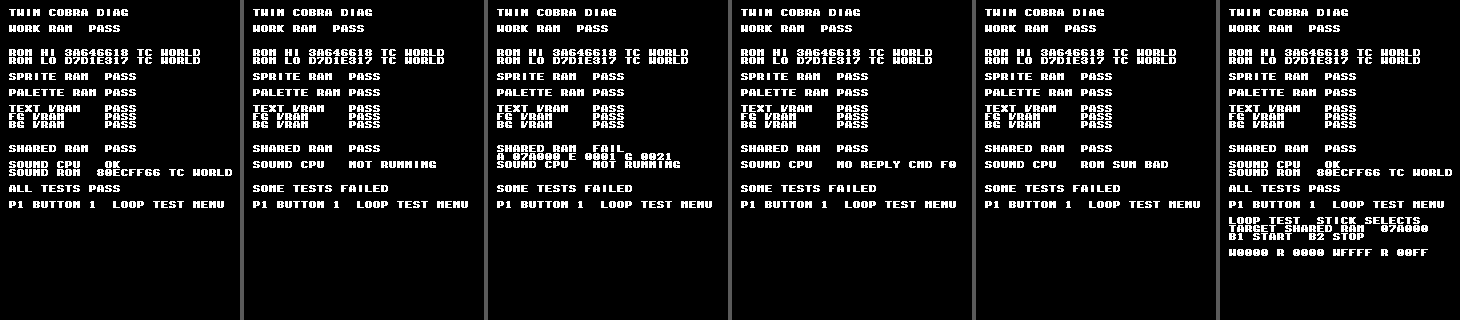 TWIN COBRA DIAG
WORK RAM PASS
ROM HI 3A646618 TC WORLD
ROM LO D7D1E317 TC WORLD
SPRITE RAM PASS
PALETTE RAM PASS
TEXT VRAM PASS
FG VRAM PASS
BG VRAM PASS
SHARED RAM PASS
SOUND CPU OK
SOUND ROM 80ECFF66 TC WORLD
ALL TESTS PASS
P1 BUTTON 1 LOOP TEST MENU
TWIN COBRA DIAG
WORK RAM PASS
ROM HI 3A646618 TC WORLD
ROM LO D7D1E317 TC WORLD
SPRITE RAM PASS
PALETTE RAM PASS
TEXT VRAM PASS
FG VRAM PASS
BG VRAM PASS
SHARED RAM PASS
SOUND CPU NOT RUNNING
SOME TESTS FAILED
P1 BUTTON 1 LOOP TEST MENU
TWIN COBRA DIAG
WORK RAM PASS
ROM HI 3A646618 TC WORLD
ROM LO D7D1E317 TC WORLD
SPRITE RAM PASS
PALETTE RAM PASS
TEXT VRAM PASS
FG VRAM PASS
BG VRAM PASS
SHARED RAM FAIL
A 07A000 E 0001 G 0021
SOUND CPU NOT RUNNING
SOME TESTS FAILED
P1 BUTTON 1 LOOP TEST MENU
TWIN COBRA DIAG
WORK RAM PASS
ROM HI 3A646618 TC WORLD
ROM LO D7D1E317 TC WORLD
SPRITE RAM PASS
PALETTE RAM PASS
TEXT VRAM PASS
FG VRAM PASS
BG VRAM PASS
SHARED RAM PASS
SOUND CPU NO REPLY CMD F0
SOME TESTS FAILED
P1 BUTTON 1 LOOP TEST MENU
TWIN COBRA DIAG
WORK RAM PASS
ROM HI 3A646618 TC WORLD
ROM LO D7D1E317 TC WORLD
SPRITE RAM PASS
PALETTE RAM PASS
TEXT VRAM PASS
FG VRAM PASS
BG VRAM PASS
SHARED RAM PASS
SOUND CPU ROM SUM BAD
SOME TESTS FAILED
P1 BUTTON 1 LOOP TEST MENU
TWIN COBRA DIAG
WORK RAM PASS
ROM HI 3A646618 TC WORLD
ROM LO D7D1E317 TC WORLD
SPRITE RAM PASS
PALETTE RAM PASS
TEXT VRAM PASS
FG VRAM PASS
BG VRAM PASS
SHARED RAM PASS
SOUND CPU OK
SOUND ROM 80ECFF66 TC WORLD
ALL TESTS PASS
P1 BUTTON 1 LOOP TEST MENU
LOOP TEST STICK SELECTS
TARGET SHARED RAM 07A000
B1 START B2 STOP
W0000 R 0000 WFFFF R 00FF